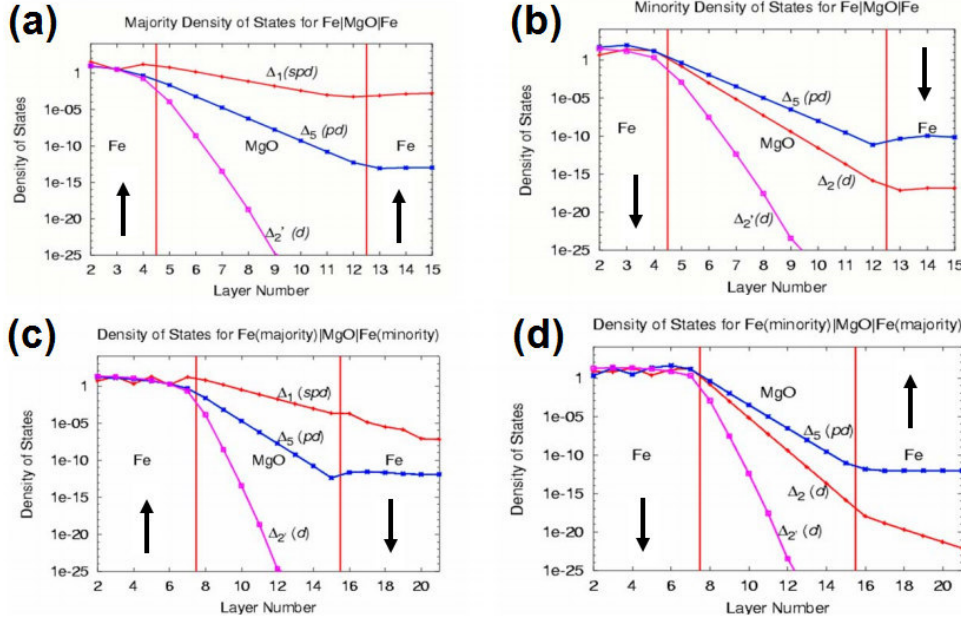 (a)
Majority Density of States for Fe|MgO|Fe
Density of States
1
1e-05
1e-10
1e-15
1e-20
1e-25
Δ₁(spd)
Δ₅ (pd)
Fe
MgO
Fe
Δ₂' (d)
2 3 4 5 6 7 8 9 10 11 12 13 14 15
Layer Number
(b)
Minority Density of States for Fe|MgO|Fe
Density of States
1
1e-05
1e-10
1e-15
1e-20
1e-25
Δ₅ (pd)
Fe
MgO
Fe
Δ₂(d)
Δ₂'(d)
2 3 4 5 6 7 8 9 10 11 12 13 14 15
Layer Number
(c)
Density of States for Fe(majority)|MgO|Fe(minority)
Density of States
1
1e-05
1e-10
1e-15
1e-20
1e-25
Δ₁ (spd)
Δ₅ (pd)
Fe
MgO
Fe
Δ₂' (d)
2 4 6 8 10 12 14 16 18 20
Layer Number
(d)
Density of States for Fe(minority)|MgO|Fe(majority)
Density of States
1
1e-05
1e-10
1e-15
1e-20
1e-25
MgO
Δ₅ (pd)
Fe
Fe
Δ₂ (d)
Δ₂' (d)
2 4 6 8 10 12 14 16 18 20
Layer Number